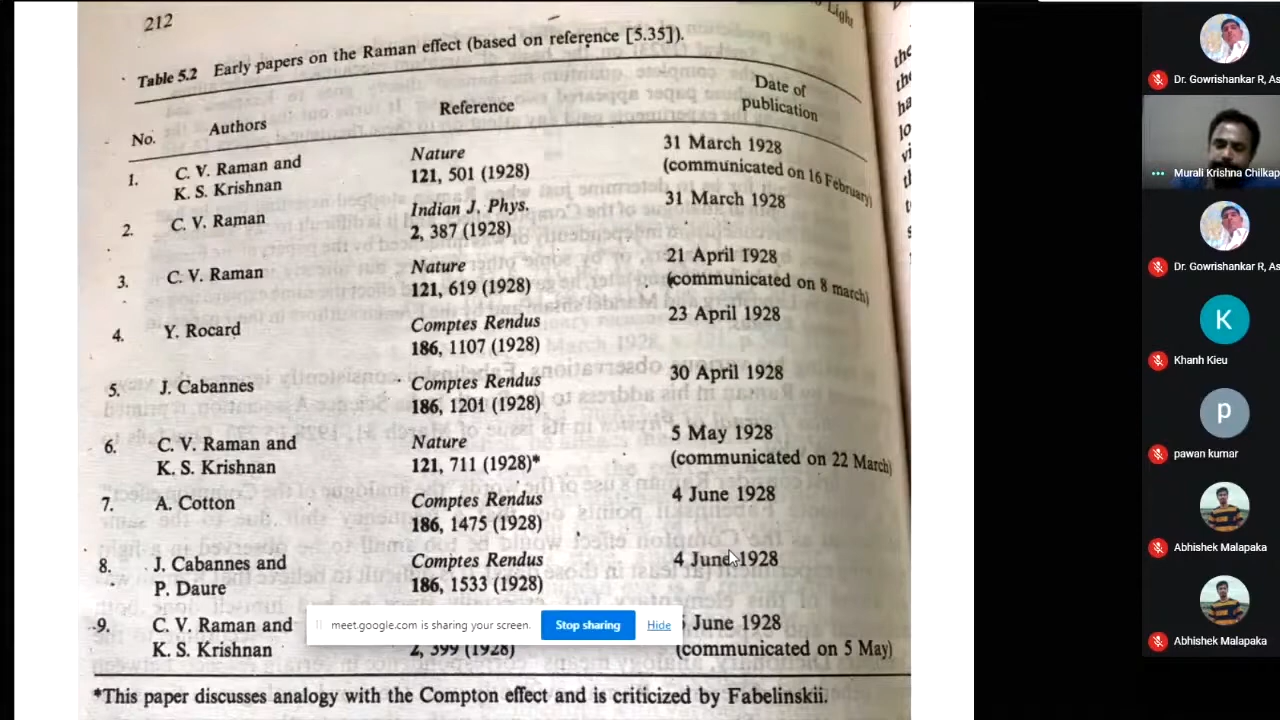 212
to Light
Table 5.2 Early papers on the Raman effect (based on reference [5.35]).
No. Authors Reference Date of publication
1. C. V. Raman and K. S. Krishnan
Nature
121, 501 (1928)
31 March 1928
(communicated on 16 February)
2. C. V. Raman
Indian J. Phys.
2, 387 (1928)
31 March 1928
3. C. V. Raman
Nature
121, 619 (1928)
21 April 1928
(communicated on 8 march)
4. Y. Rocard
Comptes Rendus
186, 1107 (1928)
23 April 1928
5. J. Cabannes
Comptes Rendus
186, 1201 (1928)
30 April 1928
6. C. V. Raman and
K. S. Krishnan
Nature
121, 711 (1928)*
5 May 1928
(communicated on 22 March)
7. A. Cotton
Comptes Rendus
186, 1475 (1928)
4 June 1928
8. J. Cabannes and
P. Daure
Comptes Rendus
186, 1533 (1928)
4 June 1928
9. C. V. Raman and
K. S. Krishnan
2, 399 (1928)
June 1928
(communicated on 5 May)
*This paper discusses analogy with the Compton effect and is criticized by Fabelinskii.
meet.google.com is sharing your screen.
Stop sharing
Hide
Dr. Gowrishankar R, As
Murali Krishna Chilkap
Dr. Gowrishankar R, As
K
Khanh Kieu
p
pawan kumar
Abhishek Malapaka
Abhishek Malapaka